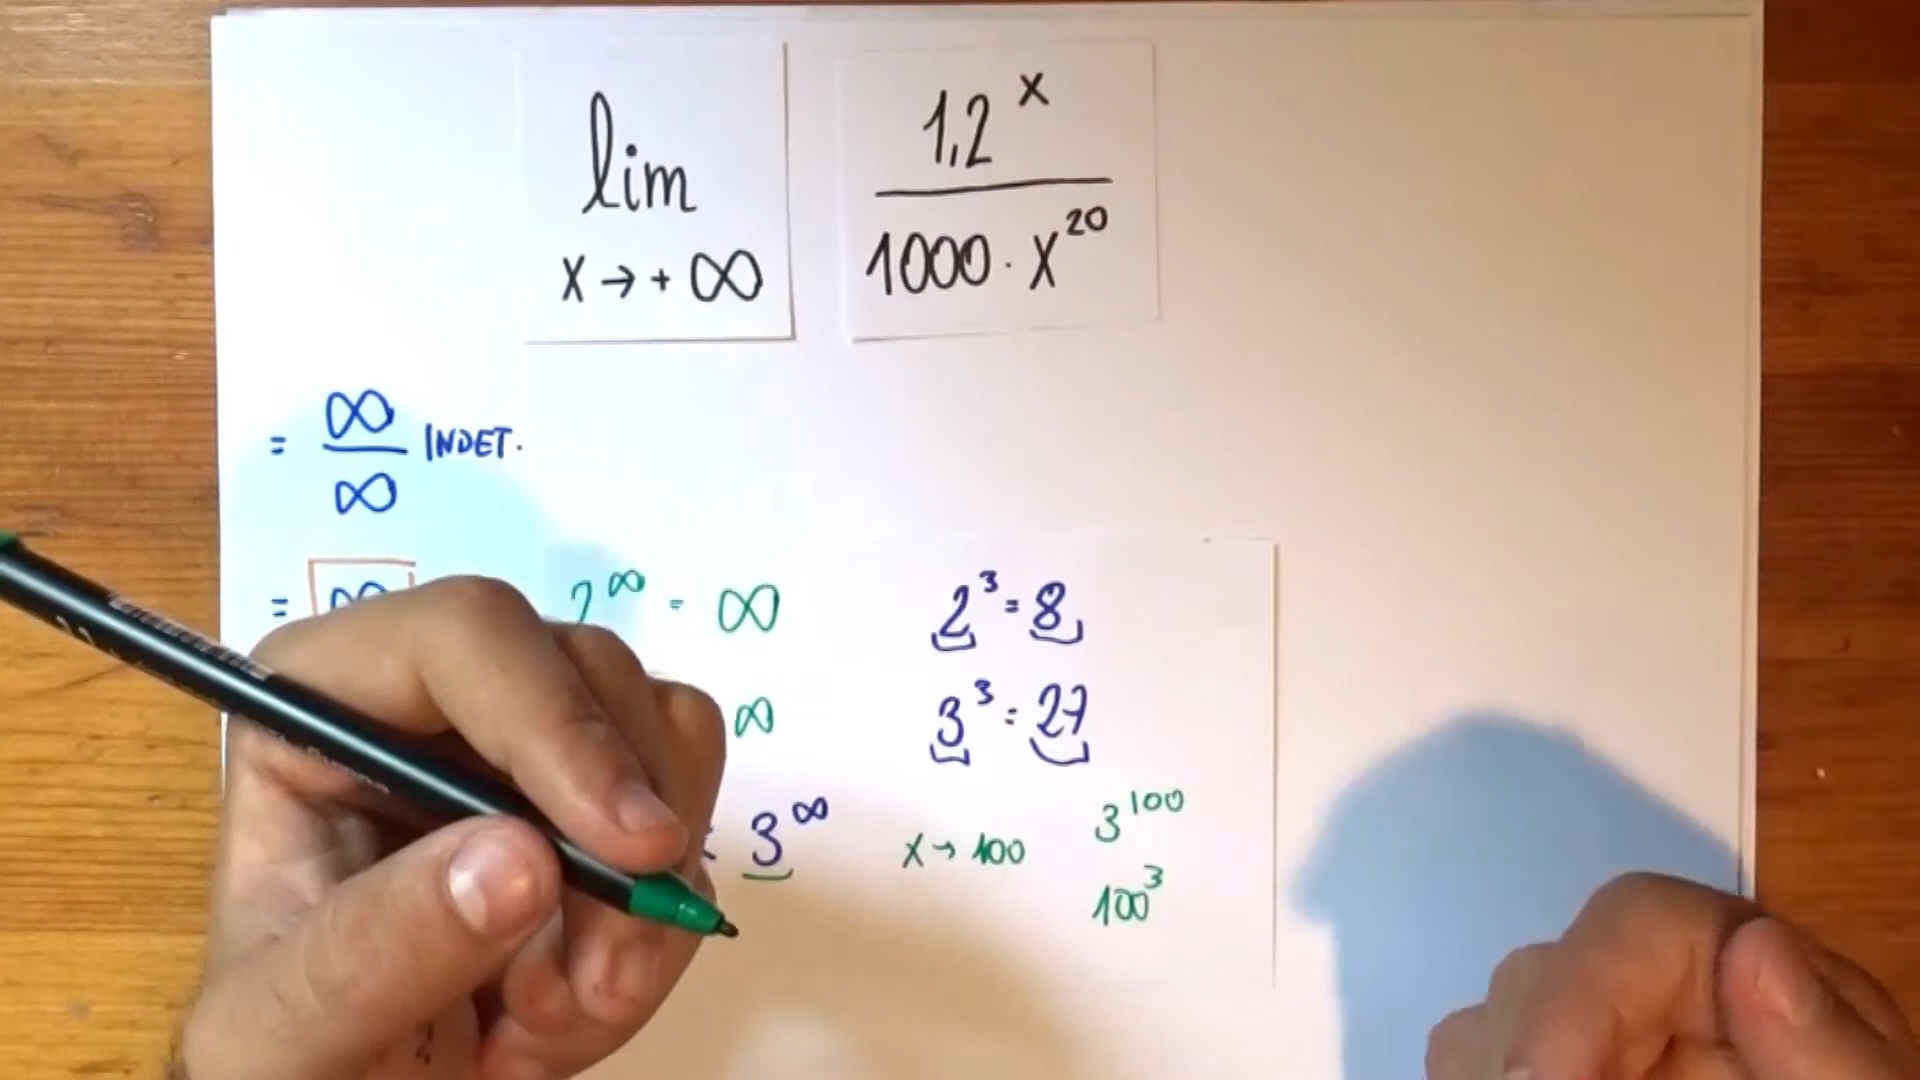 lim
x → + ∞
1,2^x
1000 · x^20
= ∞/∞ INDET.
=
2^∞ = ∞
2^3 = 8
∞
3^3 = 27
3^∞
x → 100
3^100
100^3